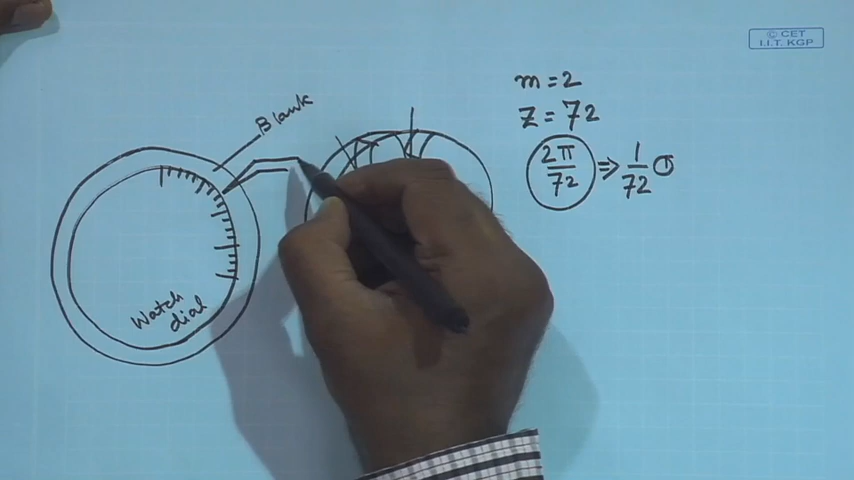 © CET
I.I.T. KGP
m = 2
Z = 72
2π/72 ⇒ 1/72
Blank
Watch
dial